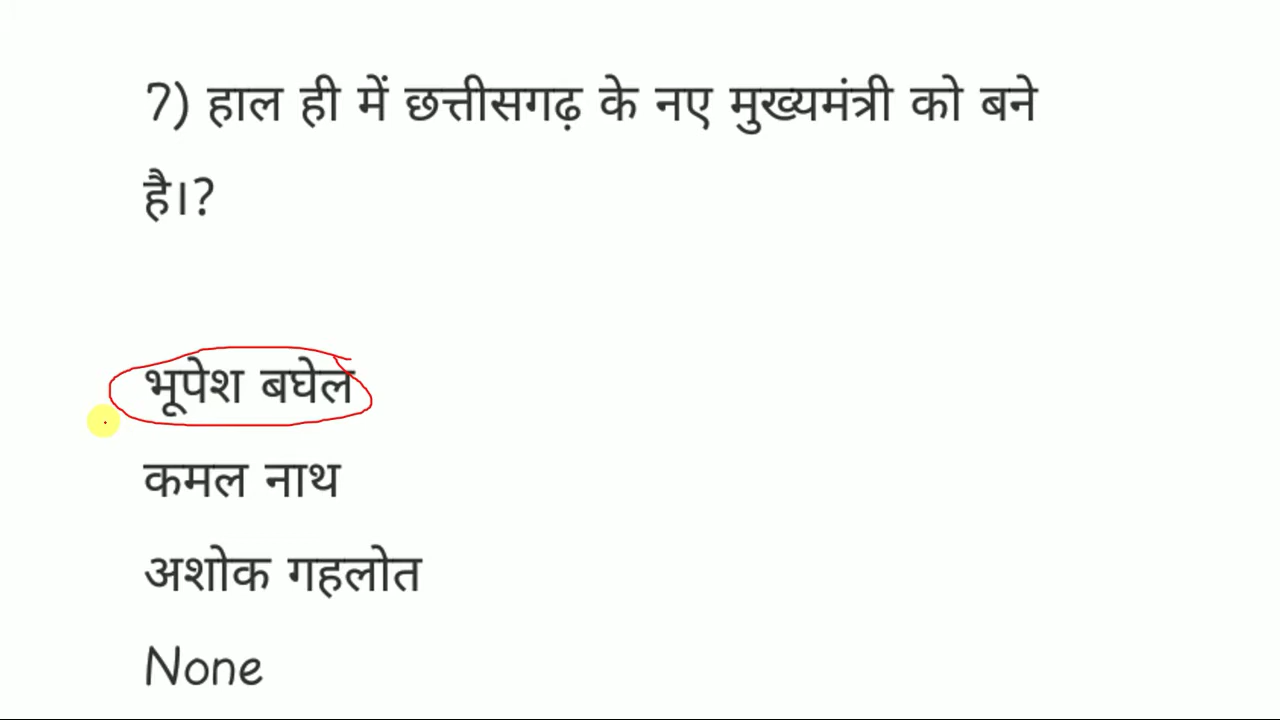 7) हाल ही में छत्तीसगढ़ के नए मुख्यमंत्री को बने
है।?
भूपेश बघेल
कमल नाथ
अशोक गहलोत
None